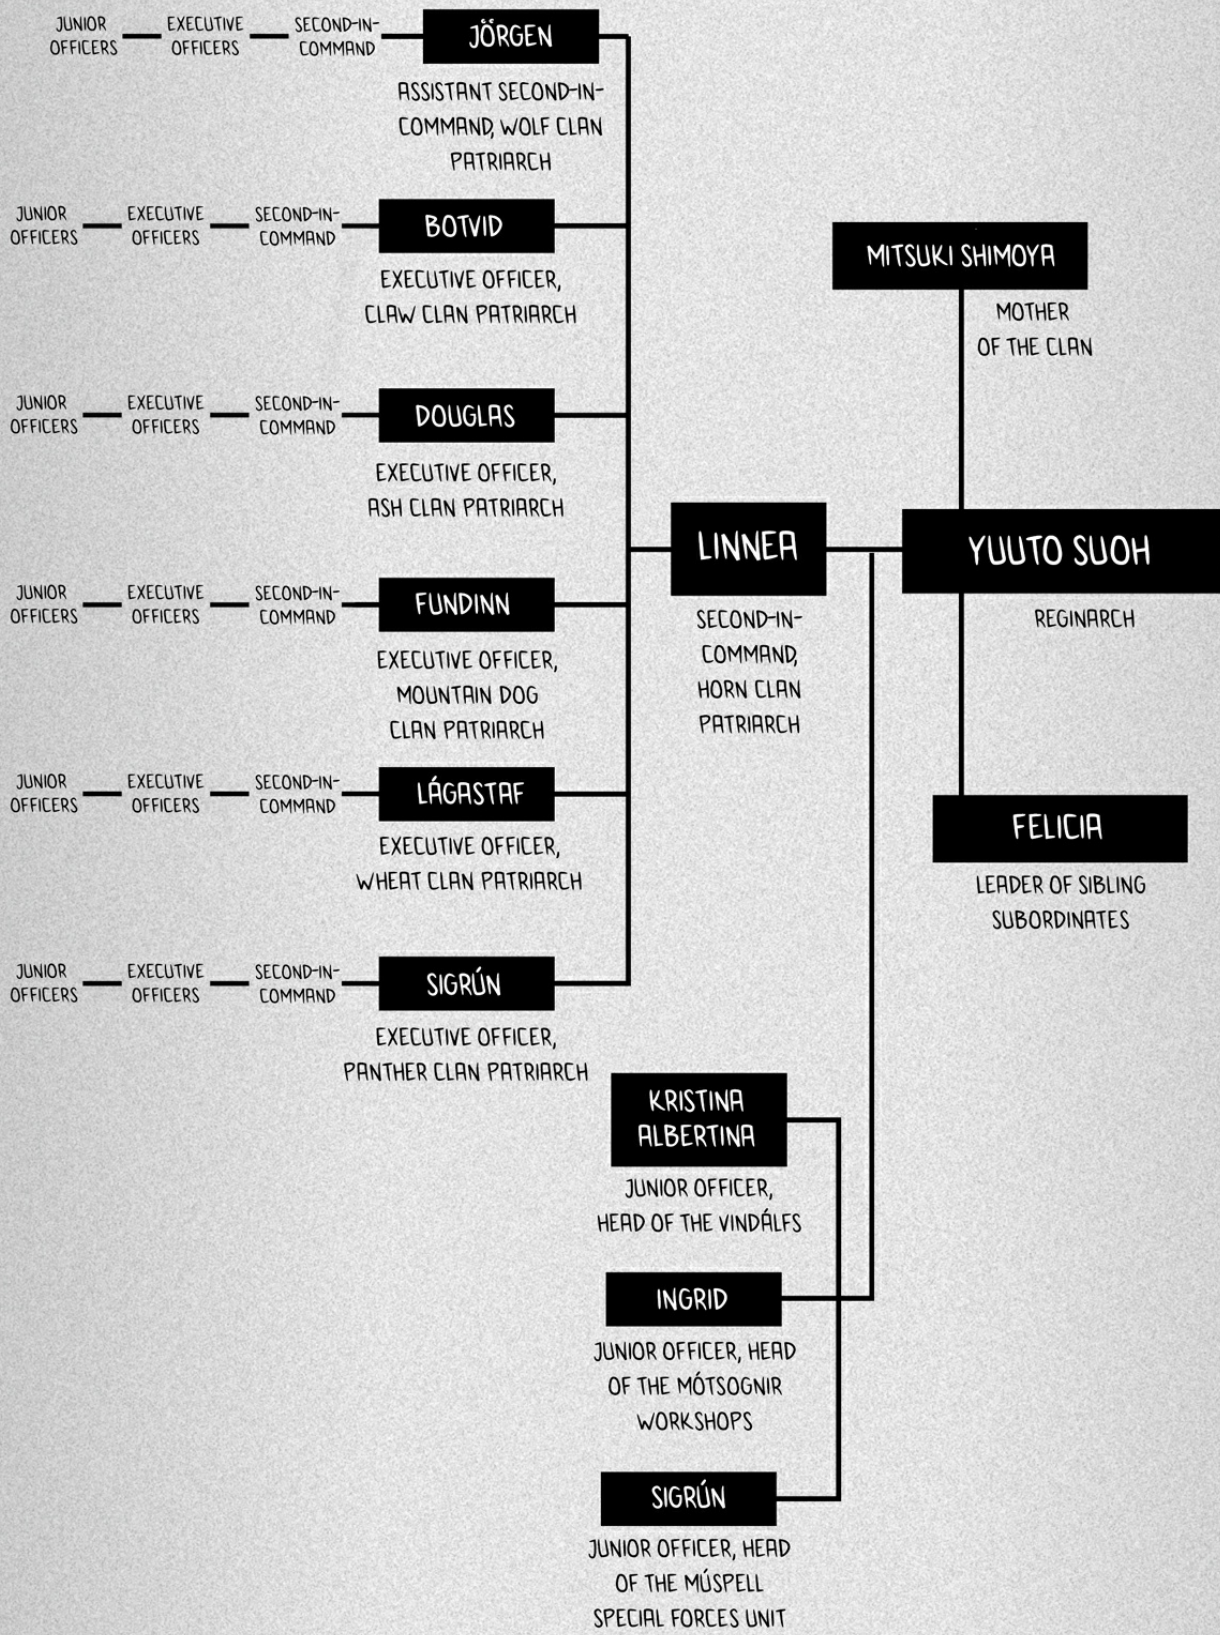 JUNIOR
OFFICERS
EXECUTIVE
OFFICERS
SECOND-IN-
COMMAND
JÖRGEN
ASSISTANT SECOND-IN-
COMMAND, WOLF CLAN
PATRIARCH
JUNIOR
OFFICERS
EXECUTIVE
OFFICERS
SECOND-IN-
COMMAND
BOTVID
EXECUTIVE OFFICER,
CLAW CLAN PATRIARCH
JUNIOR
OFFICERS
EXECUTIVE
OFFICERS
SECOND-IN-
COMMAND
DOUGLAS
EXECUTIVE OFFICER,
ASH CLAN PATRIARCH
JUNIOR
OFFICERS
EXECUTIVE
OFFICERS
SECOND-IN-
COMMAND
FUNDINN
EXECUTIVE OFFICER,
MOUNTAIN DOG
CLAN PATRIARCH
JUNIOR
OFFICERS
EXECUTIVE
OFFICERS
SECOND-IN-
COMMAND
LÁGASTAF
EXECUTIVE OFFICER,
WHEAT CLAN PATRIARCH
JUNIOR
OFFICERS
EXECUTIVE
OFFICERS
SECOND-IN-
COMMAND
SIGRÚN
EXECUTIVE OFFICER,
PANTHER CLAN PATRIARCH
LINNEA
SECOND-IN-
COMMAND,
HORN CLAN
PATRIARCH
MITSUKI SHIMOYA
MOTHER
OF THE CLAN
YUUTO SUOH
REGINARCH
FELICIA
LEADER OF SIBLING
SUBORDINATES
KRISTINA
ALBERTINA
JUNIOR OFFICER,
HEAD OF THE VINDÁLFS
INGRID
JUNIOR OFFICER, HEAD
OF THE MÓTSOGNIR
WORKSHOPS
SIGRÚN
JUNIOR OFFICER, HEAD
OF THE MÚSPELL
SPECIAL FORCES UNIT